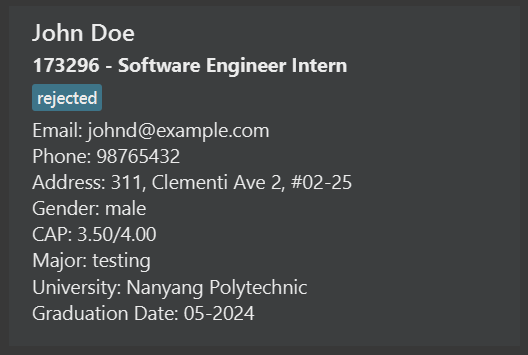 John Doe
173296 - Software Engineer Intern
rejected
Email: johnd@example.com
Phone: 98765432
Address: 311, Clementi Ave 2, #02-25
Gender: male
CAP: 3.50/4.00
Major: testing
University: Nanyang Polytechnic
Graduation Date: 05-2024